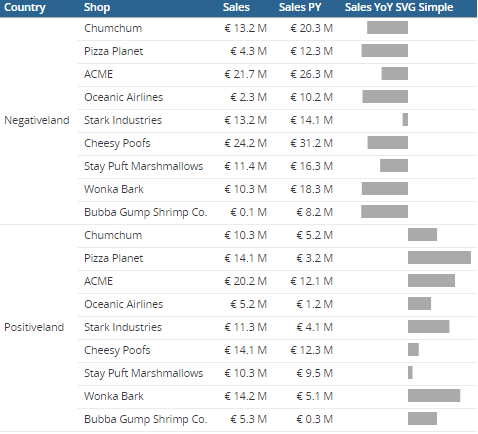 Country Shop Sales Sales PY Sales YoY SVG Simple
Chumchum € 13.2 M € 20.3 M
Pizza Planet € 4.3 M € 12.3 M
ACME € 21.7 M € 26.3 M
Oceanic Airlines € 2.3 M € 10.2 M
Negativeland Stark Industries € 13.2 M € 14.1 M
Cheesy Poofs € 24.2 M € 31.2 M
Stay Puft Marshmallows € 11.4 M € 16.3 M
Wonka Bark € 10.3 M € 18.3 M
Bubba Gump Shrimp Co. € 0.1 M € 8.2 M
Chumchum € 10.3 M € 5.2 M
Pizza Planet € 14.1 M € 3.2 M
ACME € 20.2 M € 12.1 M
Oceanic Airlines € 5.2 M € 1.2 M
Positiveland Stark Industries € 11.3 M € 4.1 M
Cheesy Poofs € 14.1 M € 12.3 M
Stay Puft Marshmallows € 10.3 M € 9.5 M
Wonka Bark € 14.2 M € 5.1 M
Bubba Gump Shrimp Co. € 5.3 M € 0.3 M